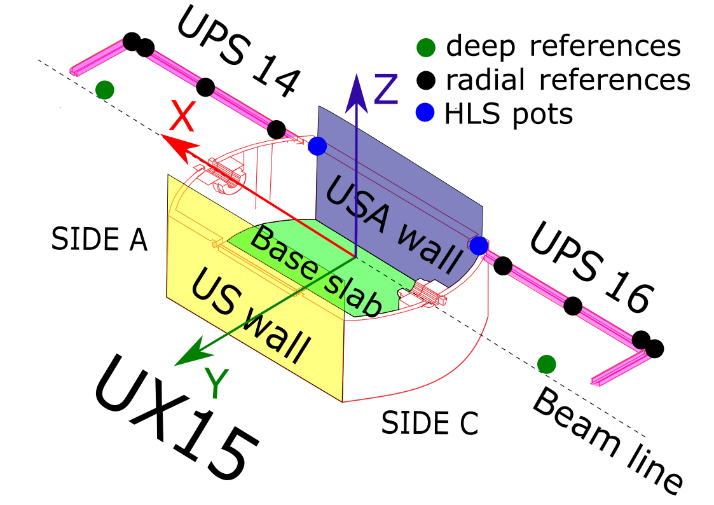 UPS 14
deep references
radial references
HLS pots
Z
X
USA wall
SIDE A
Base slab
UPS 16
US wall
Y
UX15
SIDE C
Beam line